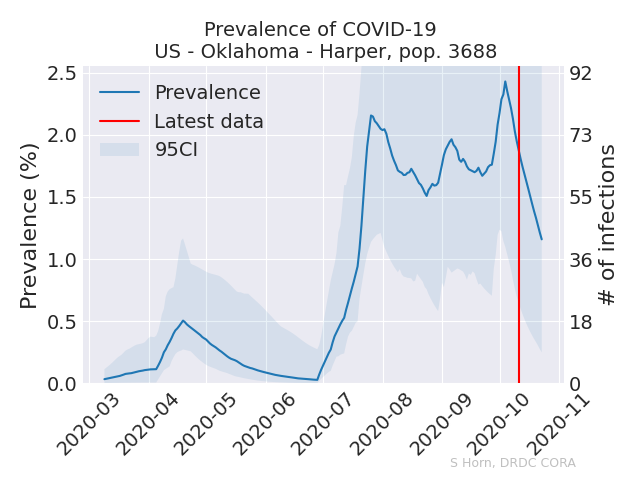 Prevalence of COVID-19
US - Oklahoma - Harper, pop. 3688
Prevalence (%)
2.5
2.0
1.5
1.0
0.5
0.0
Prevalence
Latest data
95CI
92
73
55
36
18
0
# of infections
2020-03
2020-04
2020-05
2020-06
2020-07
2020-08
2020-09
2020-10
2020-11
S Horn, DRDC CORA